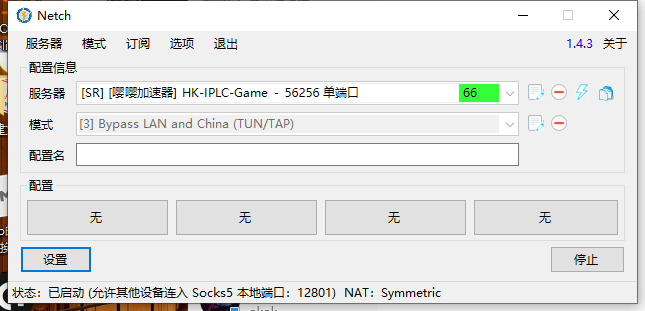 Netch
服务器 模式 订阅 选项 退出 1.4.3 关于
配置信息
服务器 [SR] [嘤嘤加速器] HK-IPLC-Game - 56256 单端口 66
模式 [3] Bypass LAN and China (TUN/TAP)
配置名
配置
无 无 无 无
设置 停止
状态：已启动 (允许其他设备连入 Socks5 本地端口：12801) NAT：Symmetric